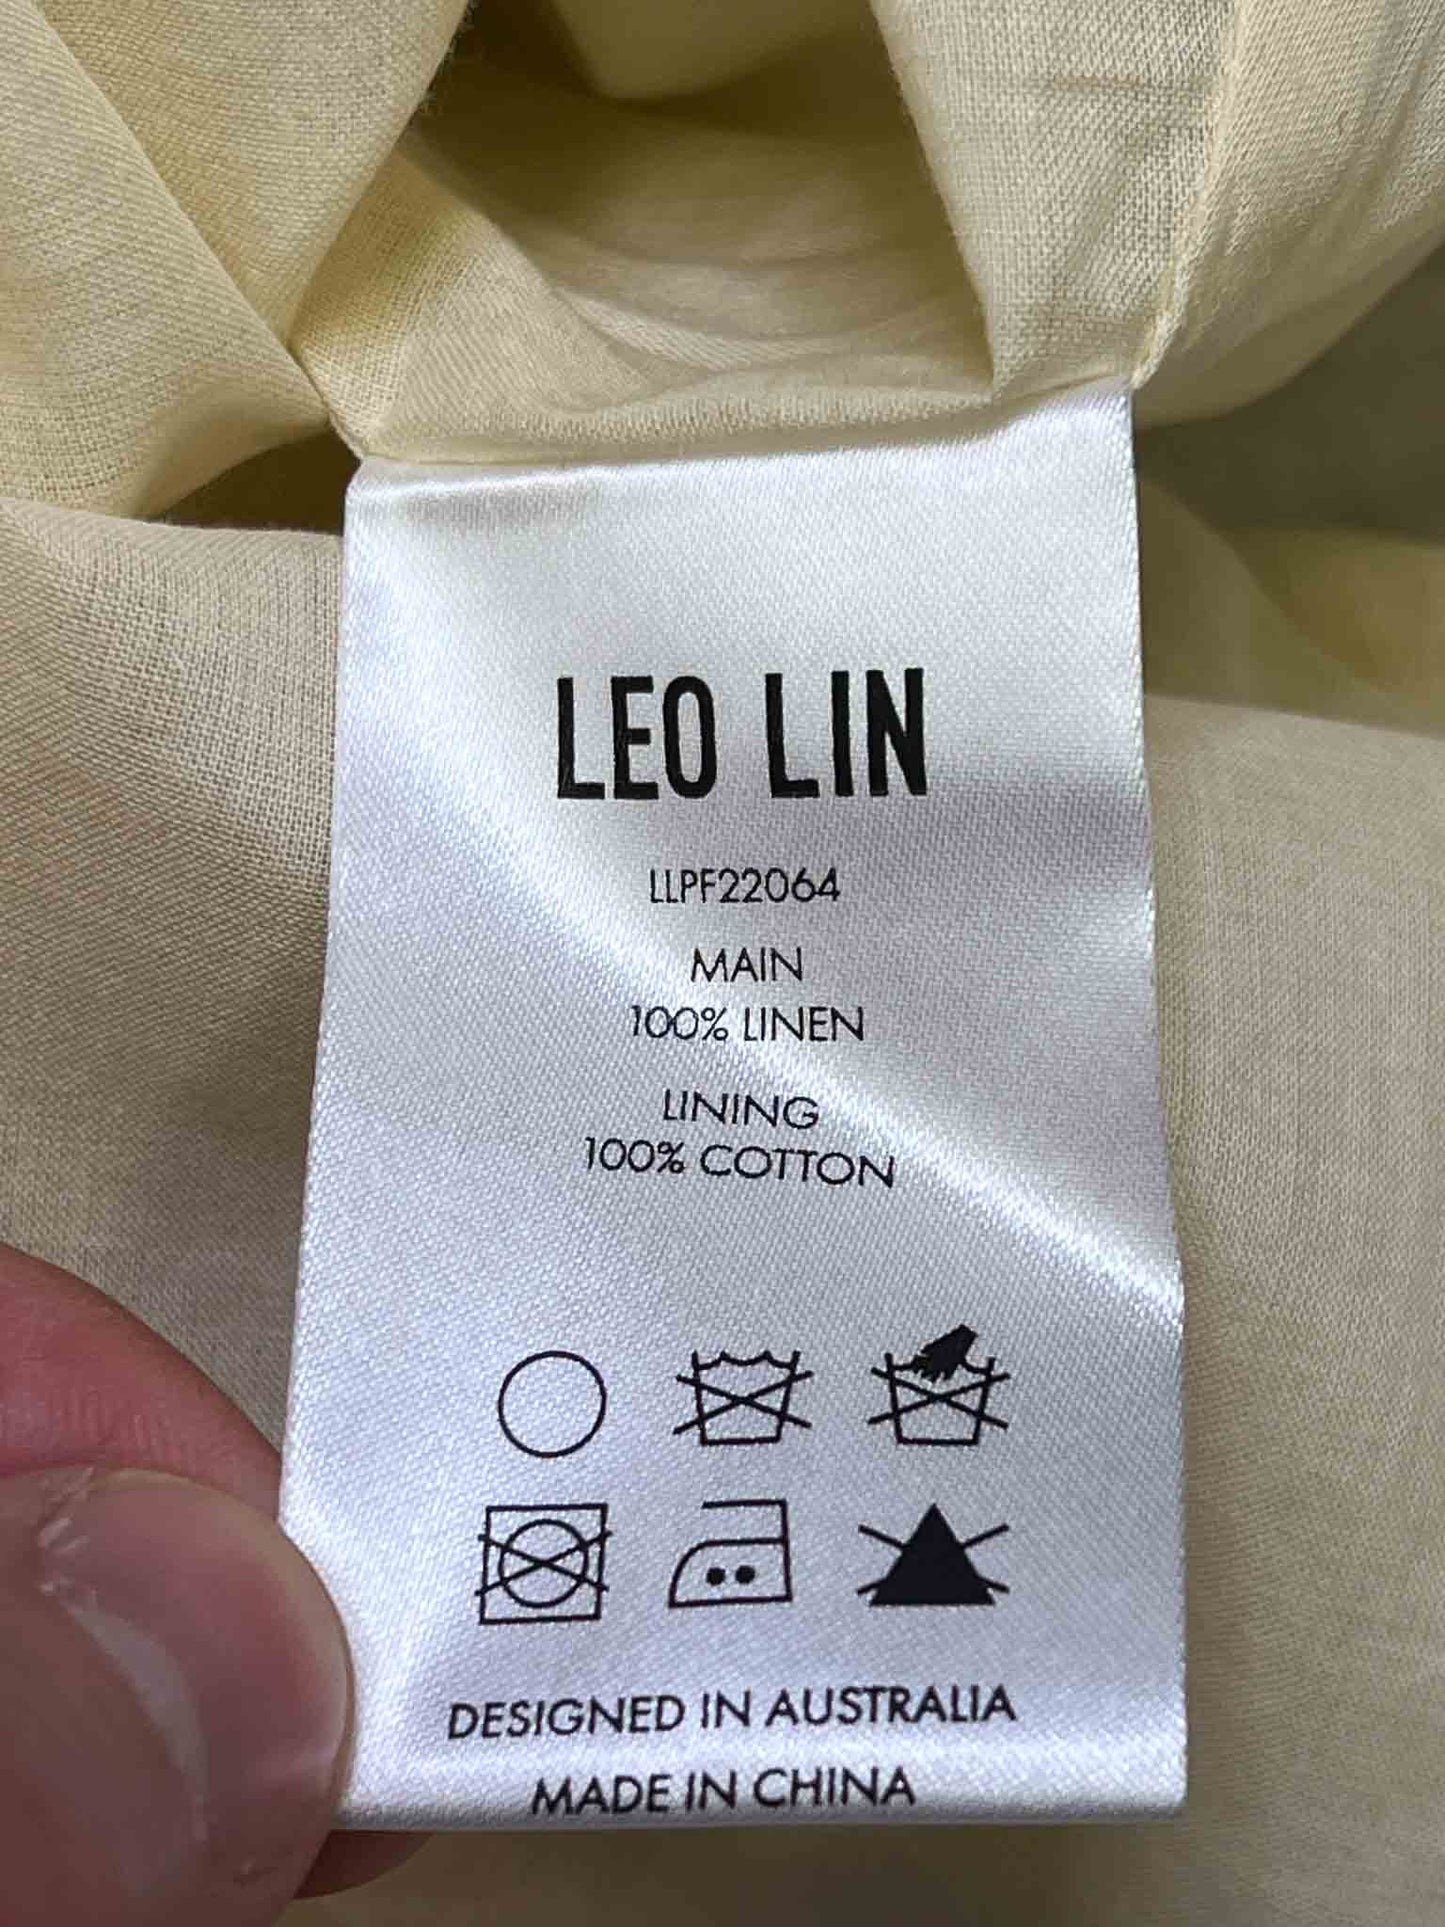 LEO LIN
LLPF22064
MAIN
100% LINEN
LINING
100% COTTON
DESIGNED IN AUSTRALIA
MADE IN CHINA